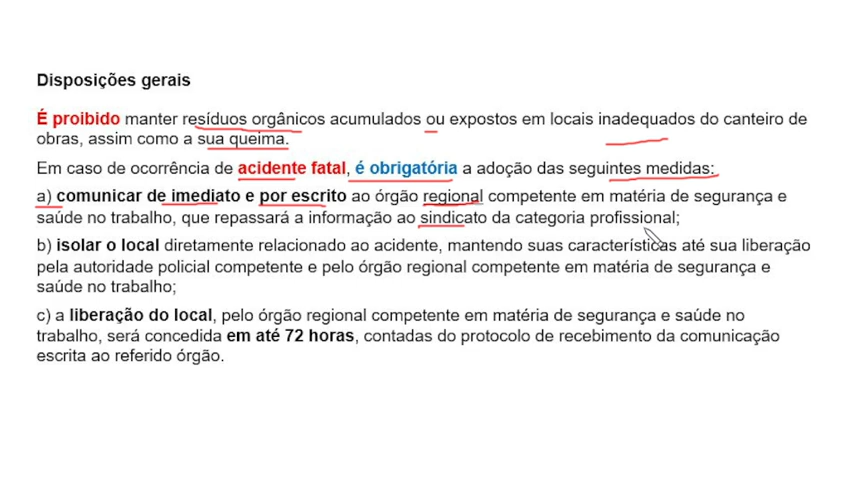 Disposições gerais
É proibido manter resíduos orgânicos acumulados ou expostos em locais inadequados do canteiro de
obras, assim como a sua queima.
Em caso de ocorrência de acidente fatal, é obrigatória a adoção das seguintes medidas:
a) comunicar de imediato e por escrito ao órgão regional competente em matéria de segurança e
saúde no trabalho, que repassará a informação ao sindicato da categoria profissional;
b) isolar o local diretamente relacionado ao acidente, mantendo suas características até sua liberação
pela autoridade policial competente e pelo órgão regional competente em matéria de segurança e
saúde no trabalho;
c) a liberação do local, pelo órgão regional competente em matéria de segurança e saúde no
trabalho, será concedida em até 72 horas, contadas do protocolo de recebimento da comunicação
escrita ao referido órgão.